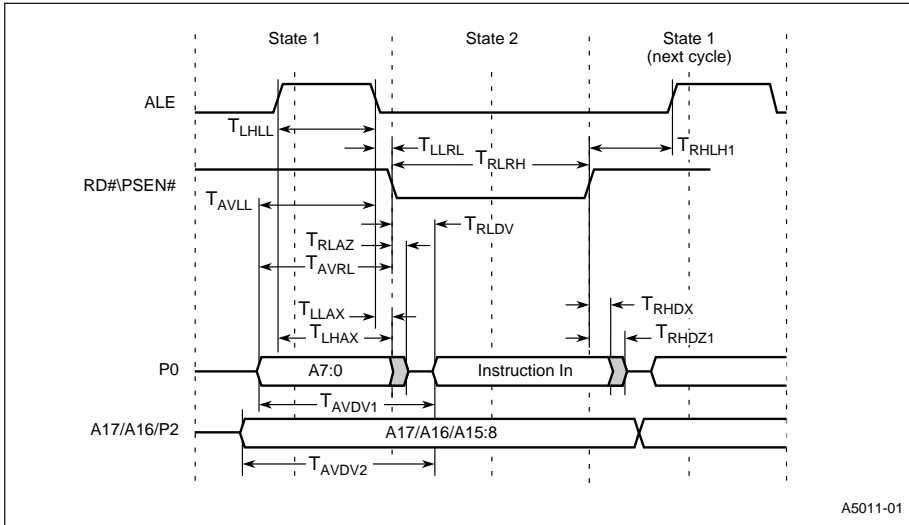 State 1
State 2
State 1
(next cycle)
ALE
TLHLL
TLLRL
TRLRH
TRHLH1
RD#\PSEN#
TAVLL
TRLDV
TRLAZ
TAVRL
TLLAX
TRHDX
TLHAX
TRHDZ1
P0
A7:0
Instruction In
TAVDV1
A17/A16/P2
A17/A16/A15:8
TAVDV2
A5011-01